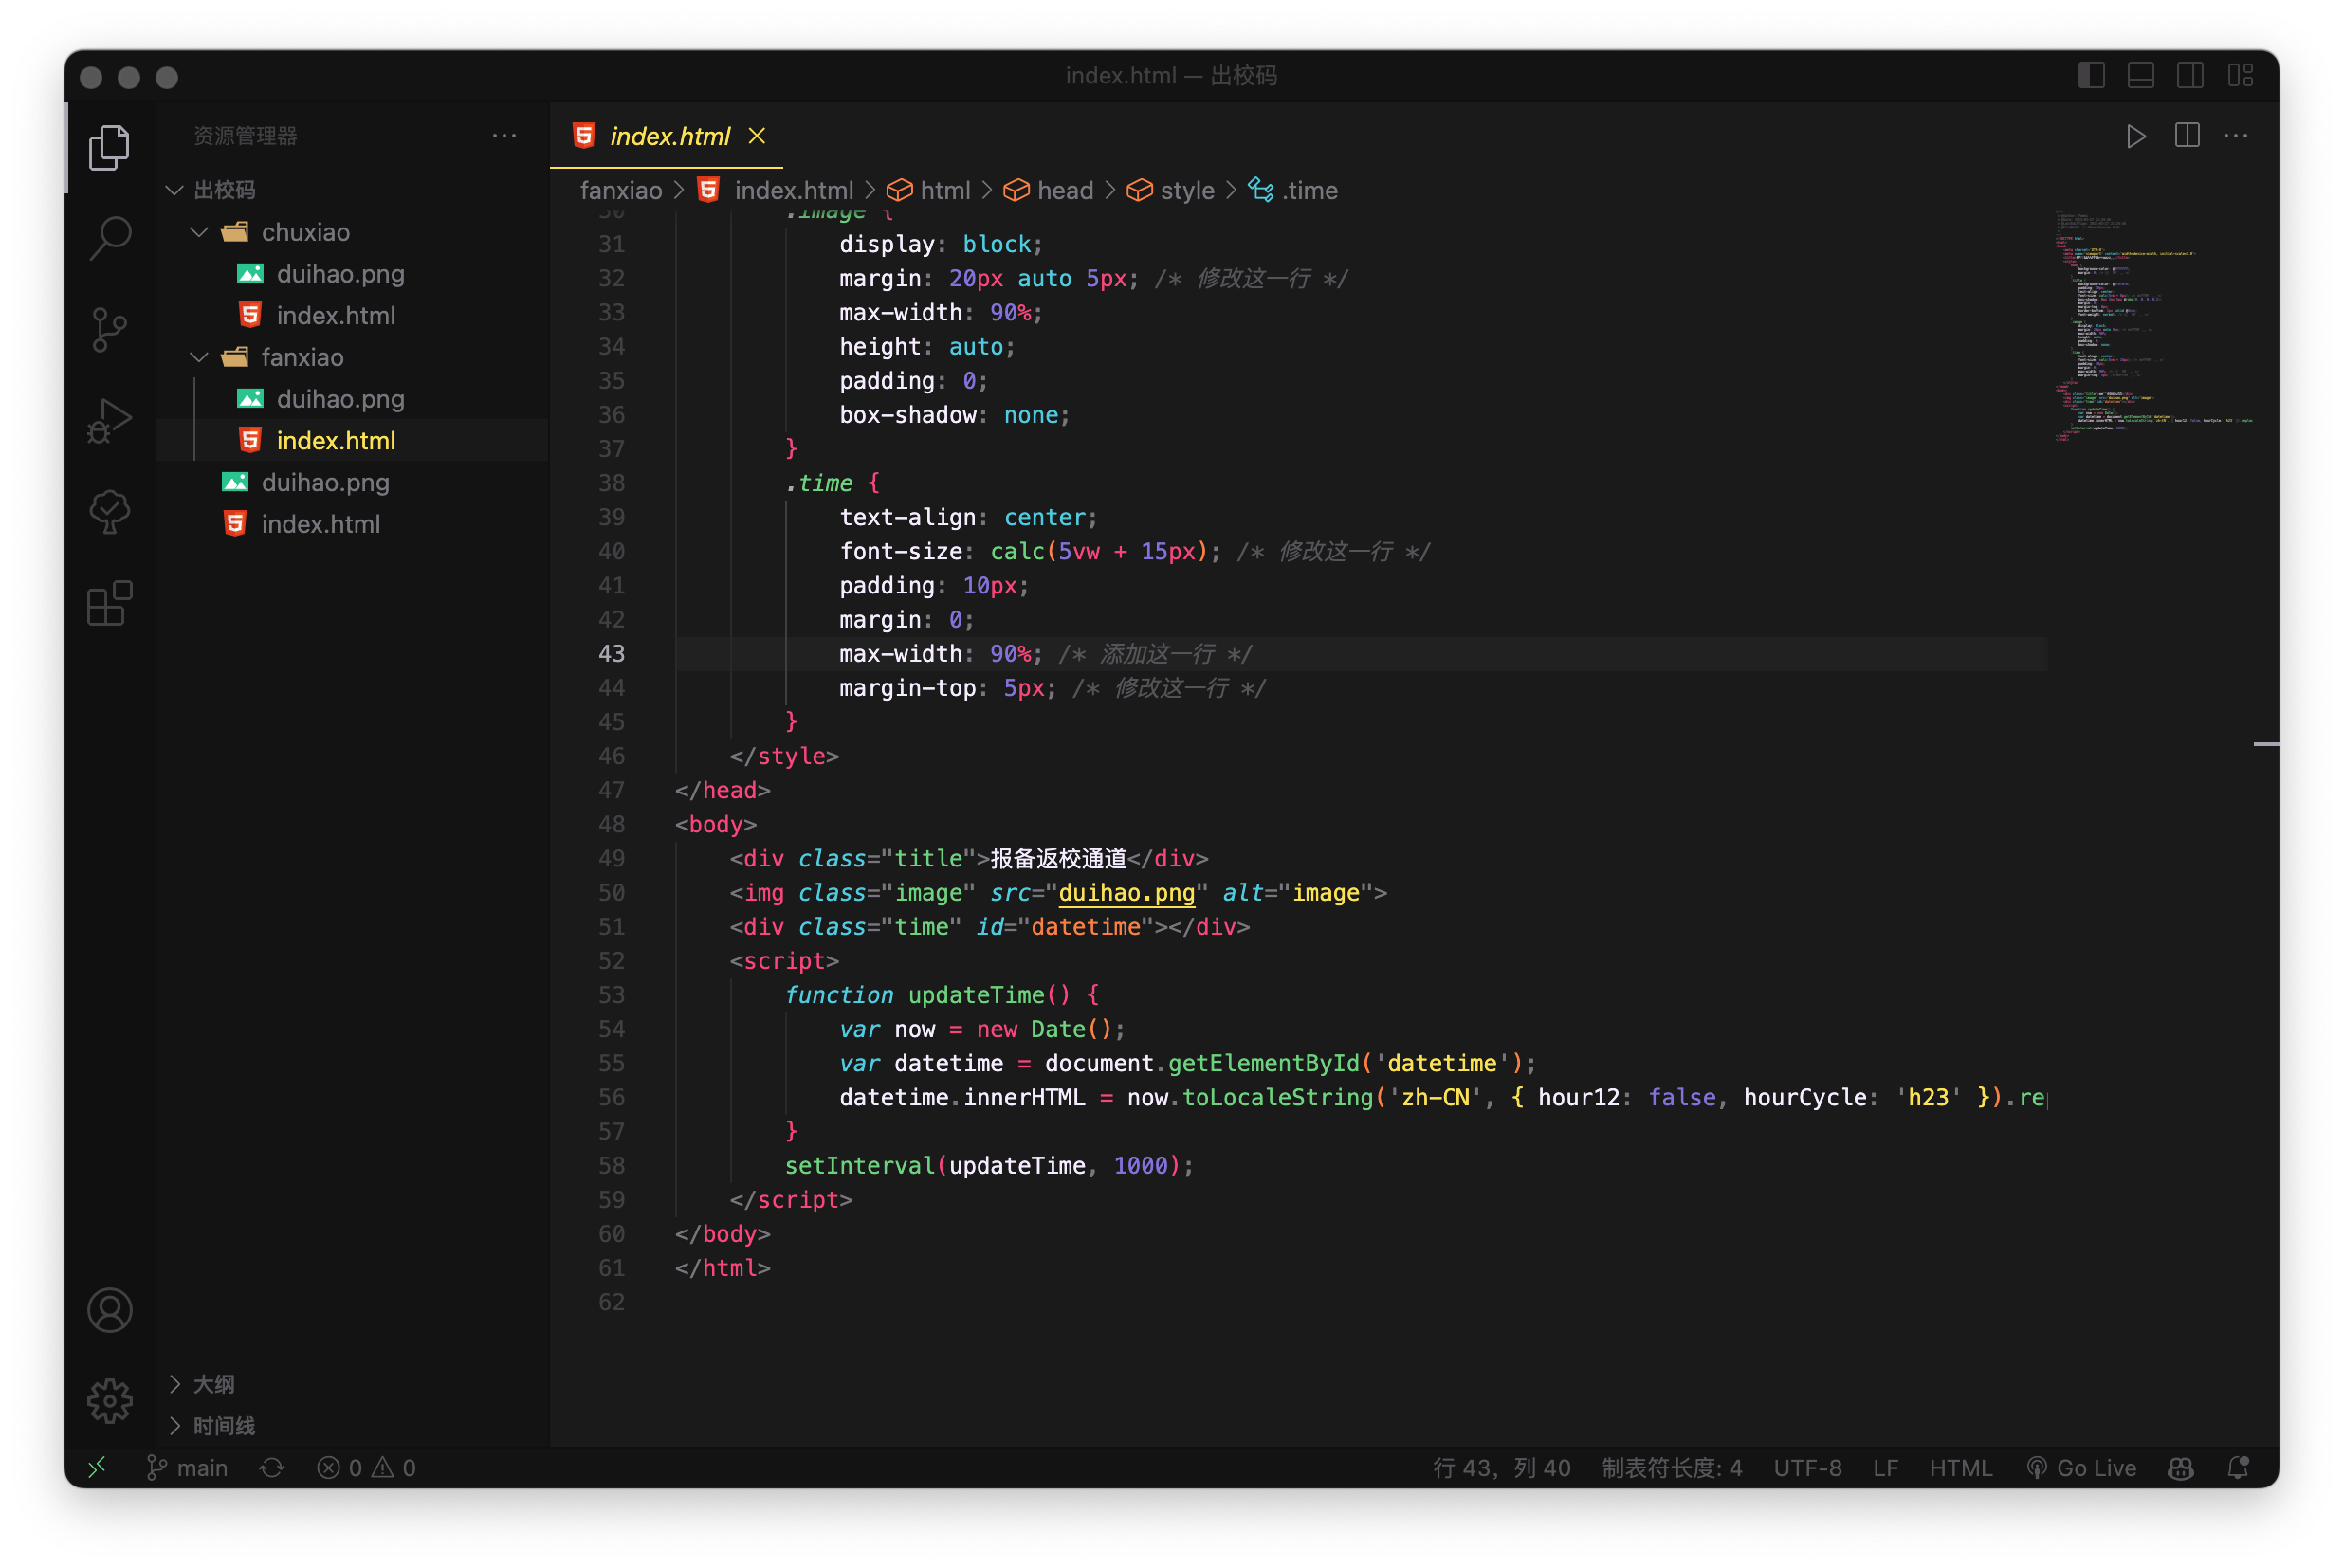 index.html — 出校码
资源管理器
出校码
chuxiao
duihao.png
index.html
fanxiao
duihao.png
index.html
duihao.png
index.html
大纲
时间线
index.html
fanxiao > index.html > html > head > style > .time
30 .image {
31 display: block;
32 margin: 20px auto 5px; /* 修改这一行 */
33 max-width: 90%;
34 height: auto;
35 padding: 0;
36 box-shadow: none;
37 }
38 .time {
39 text-align: center;
40 font-size: calc(5vw + 15px); /* 修改这一行 */
41 padding: 10px;
42 margin: 0;
43 max-width: 90%; /* 添加这一行 */
44 margin-top: 5px; /* 修改这一行 */
45 }
46 </style>
47 </head>
48 <body>
49 <div class="title">报备返校通道</div>
50 <img class="image" src="duihao.png" alt="image">
51 <div class="time" id="datetime"></div>
52 <script>
53 function updateTime() {
54 var now = new Date();
55 var datetime = document.getElementById('datetime');
56 datetime.innerHTML = now.toLocaleString('zh-CN', { hour12: false, hourCycle: 'h23' }).re
57 }
58 setInterval(updateTime, 1000);
59 </script>
60 </body>
61 </html>
62
main 0 0 行 43，列 40 制表符长度: 4 UTF-8 LF HTML Go Live